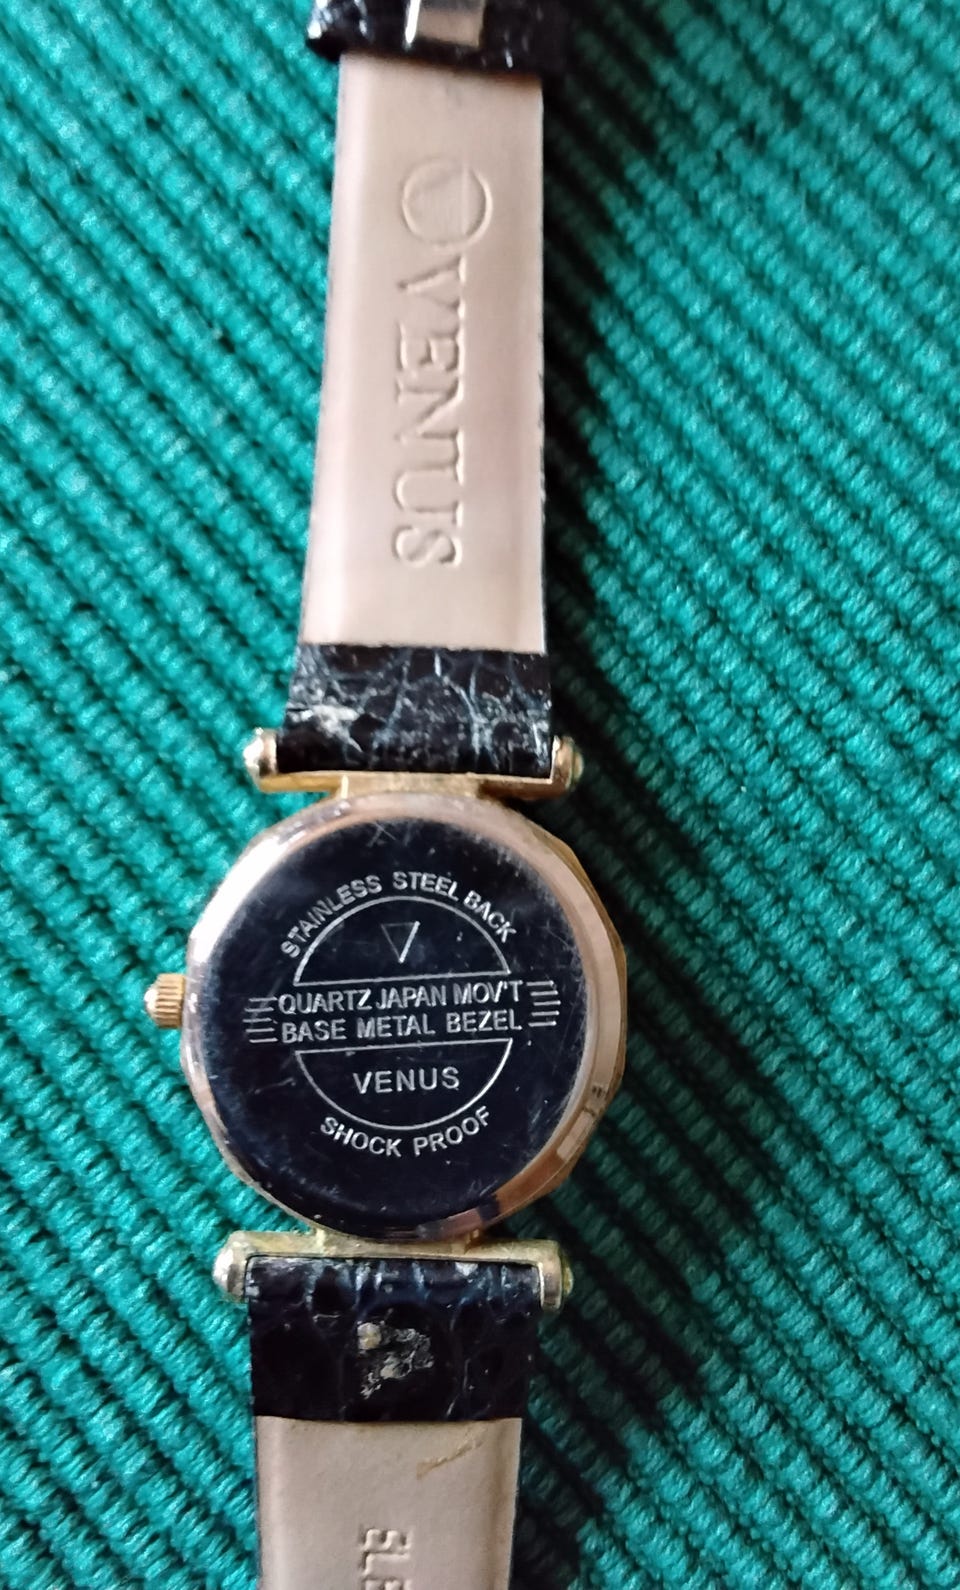 VENUS
STAINLESS STEEL BACK
QUARTZ JAPAN MOV'T
BASE METAL BEZEL
VENUS
SHOCK PROOF